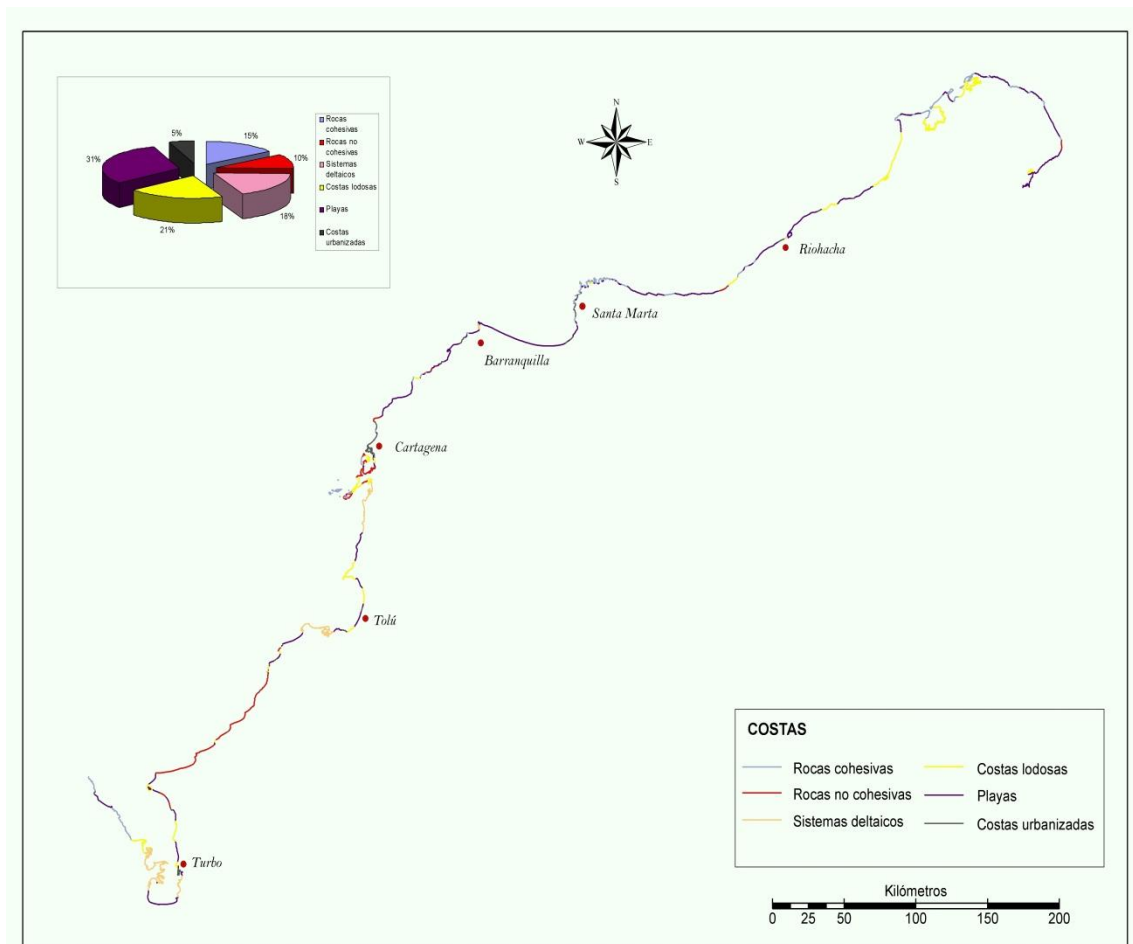 N
W E
S
5%
15%
31%
10%
21%
18%
Rocas
cohesivas
Rocas no
cohesivas
Sistemas
deltaicos
Costas lodosas
Playas
Costas
urbanizadas
Riohacha
Santa Marta
Barranquilla
Cartagena
Tolú
Turbo
COSTAS
Rocas cohesivas
Rocas no cohesivas
Sistemas deltaicos
Costas lodosas
Playas
Costas urbanizadas
Kilómetros
0 25 50 100 150 200